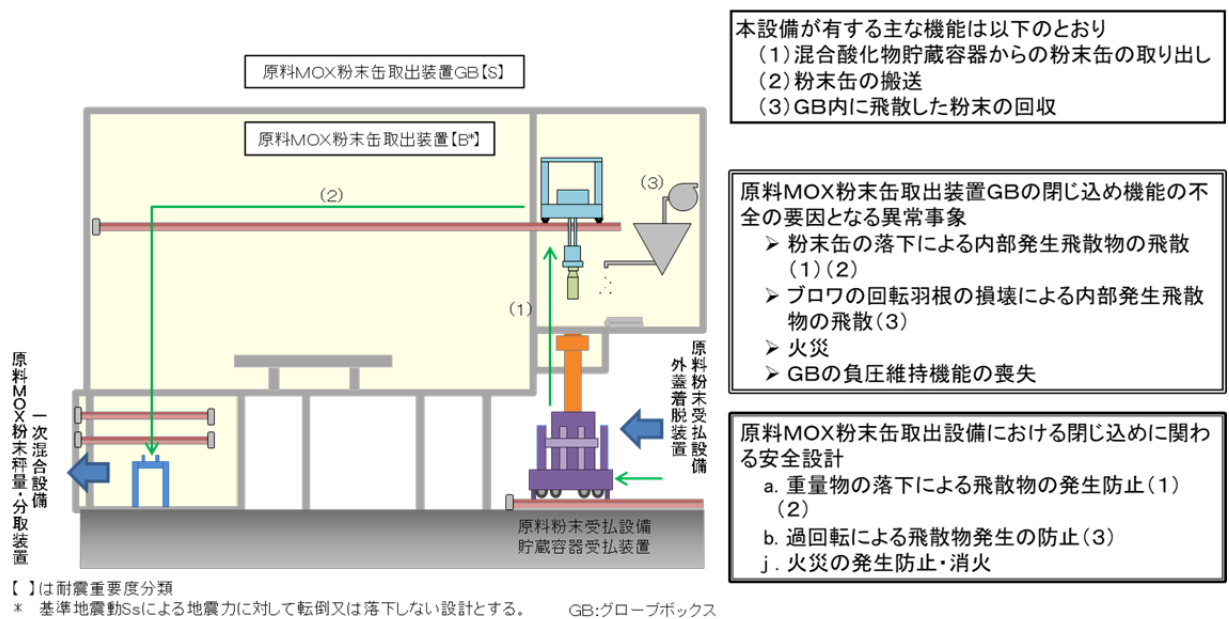 原料MOX粉末缶取出装置GB【S】
原料MOX粉末缶取出装置【B*】
(2)
(3)
(1)
原料粉末受払設備
外蓋着脱装置
一次混合設備
原料MOX粉末秤量・分取装置
原料粉末受払設備
貯蔵容器受払装置
【 】は耐震重要度分類
* 基準地震動Ssによる地震力に対して転倒又は落下しない設計とする。 GB:グローブボックス
本設備が有する主な機能は以下のとおり
(1)混合酸化物貯蔵容器からの粉末缶の取り出し
(2)粉末缶の搬送
(3)GB内に飛散した粉末の回収
原料MOX粉末缶取出装置GBの閉じ込め機能の不
全の要因となる異常事象
➢ 粉末缶の落下による内部発生飛散物の飛散
(1)(2)
➢ ブロワの回転羽根の損壊による内部発生飛散
物の飛散(3)
➢ 火災
➢ GBの負圧維持機能の喪失
原料MOX粉末缶取出設備における閉じ込めに関わ
る安全設計
a. 重量物の落下による飛散物の発生防止(1)
(2)
b. 過回転による飛散物発生の防止(3)
j. 火災の発生防止・消火